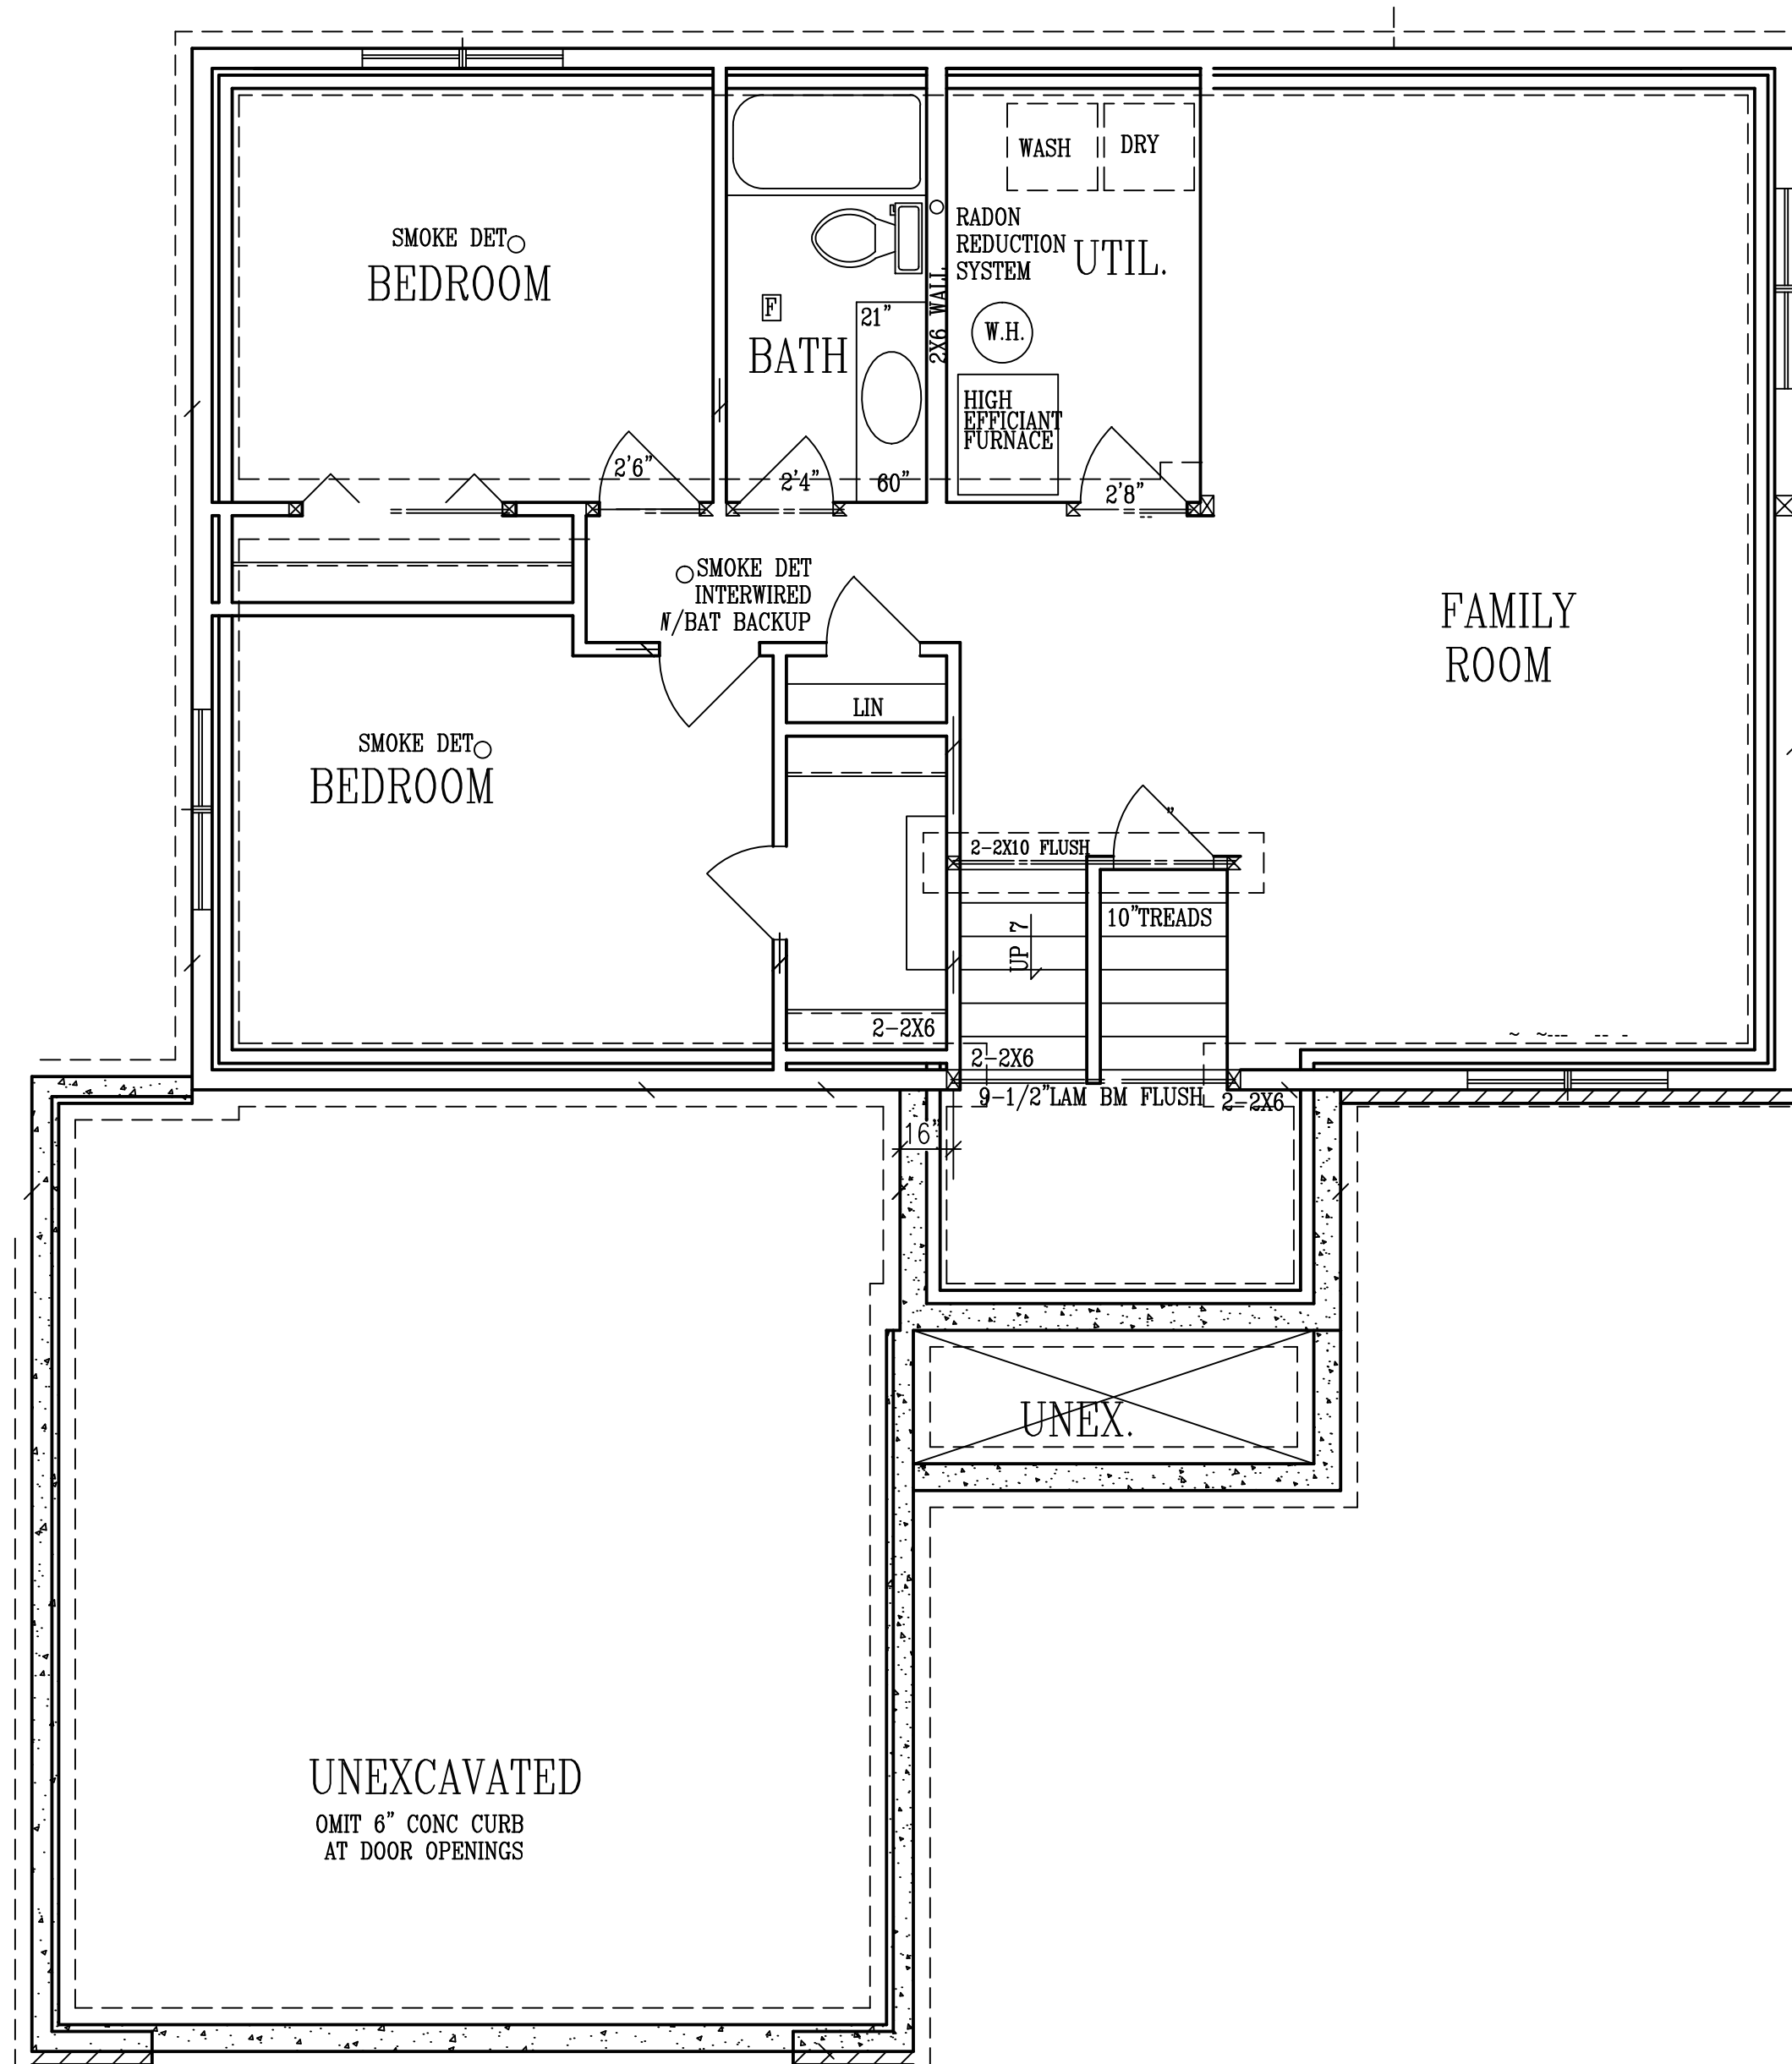 WASH
DRY
SMOKE DET
BEDROOM
RADON
REDUCTION
SYSTEM
UTIL.
F
21"
BATH
2X6 WALL
W.H.
HIGH
EFFICIANT
FURNACE
2'6"
2'4"
60"
2'8"
SMOKE DET
INTERWIRED
W/BAT BACKUP
FAMILY
ROOM
LIN
SMOKE DET
BEDROOM
2-2X10 FLUSH
10"TREADS
UP 7
2-2X6
2-2X6
9-1/2"LAM BM FLUSH
2-2X6
16"
UNEX.
UNEXCAVATED
OMIT 6" CONC CURB
AT DOOR OPENINGS